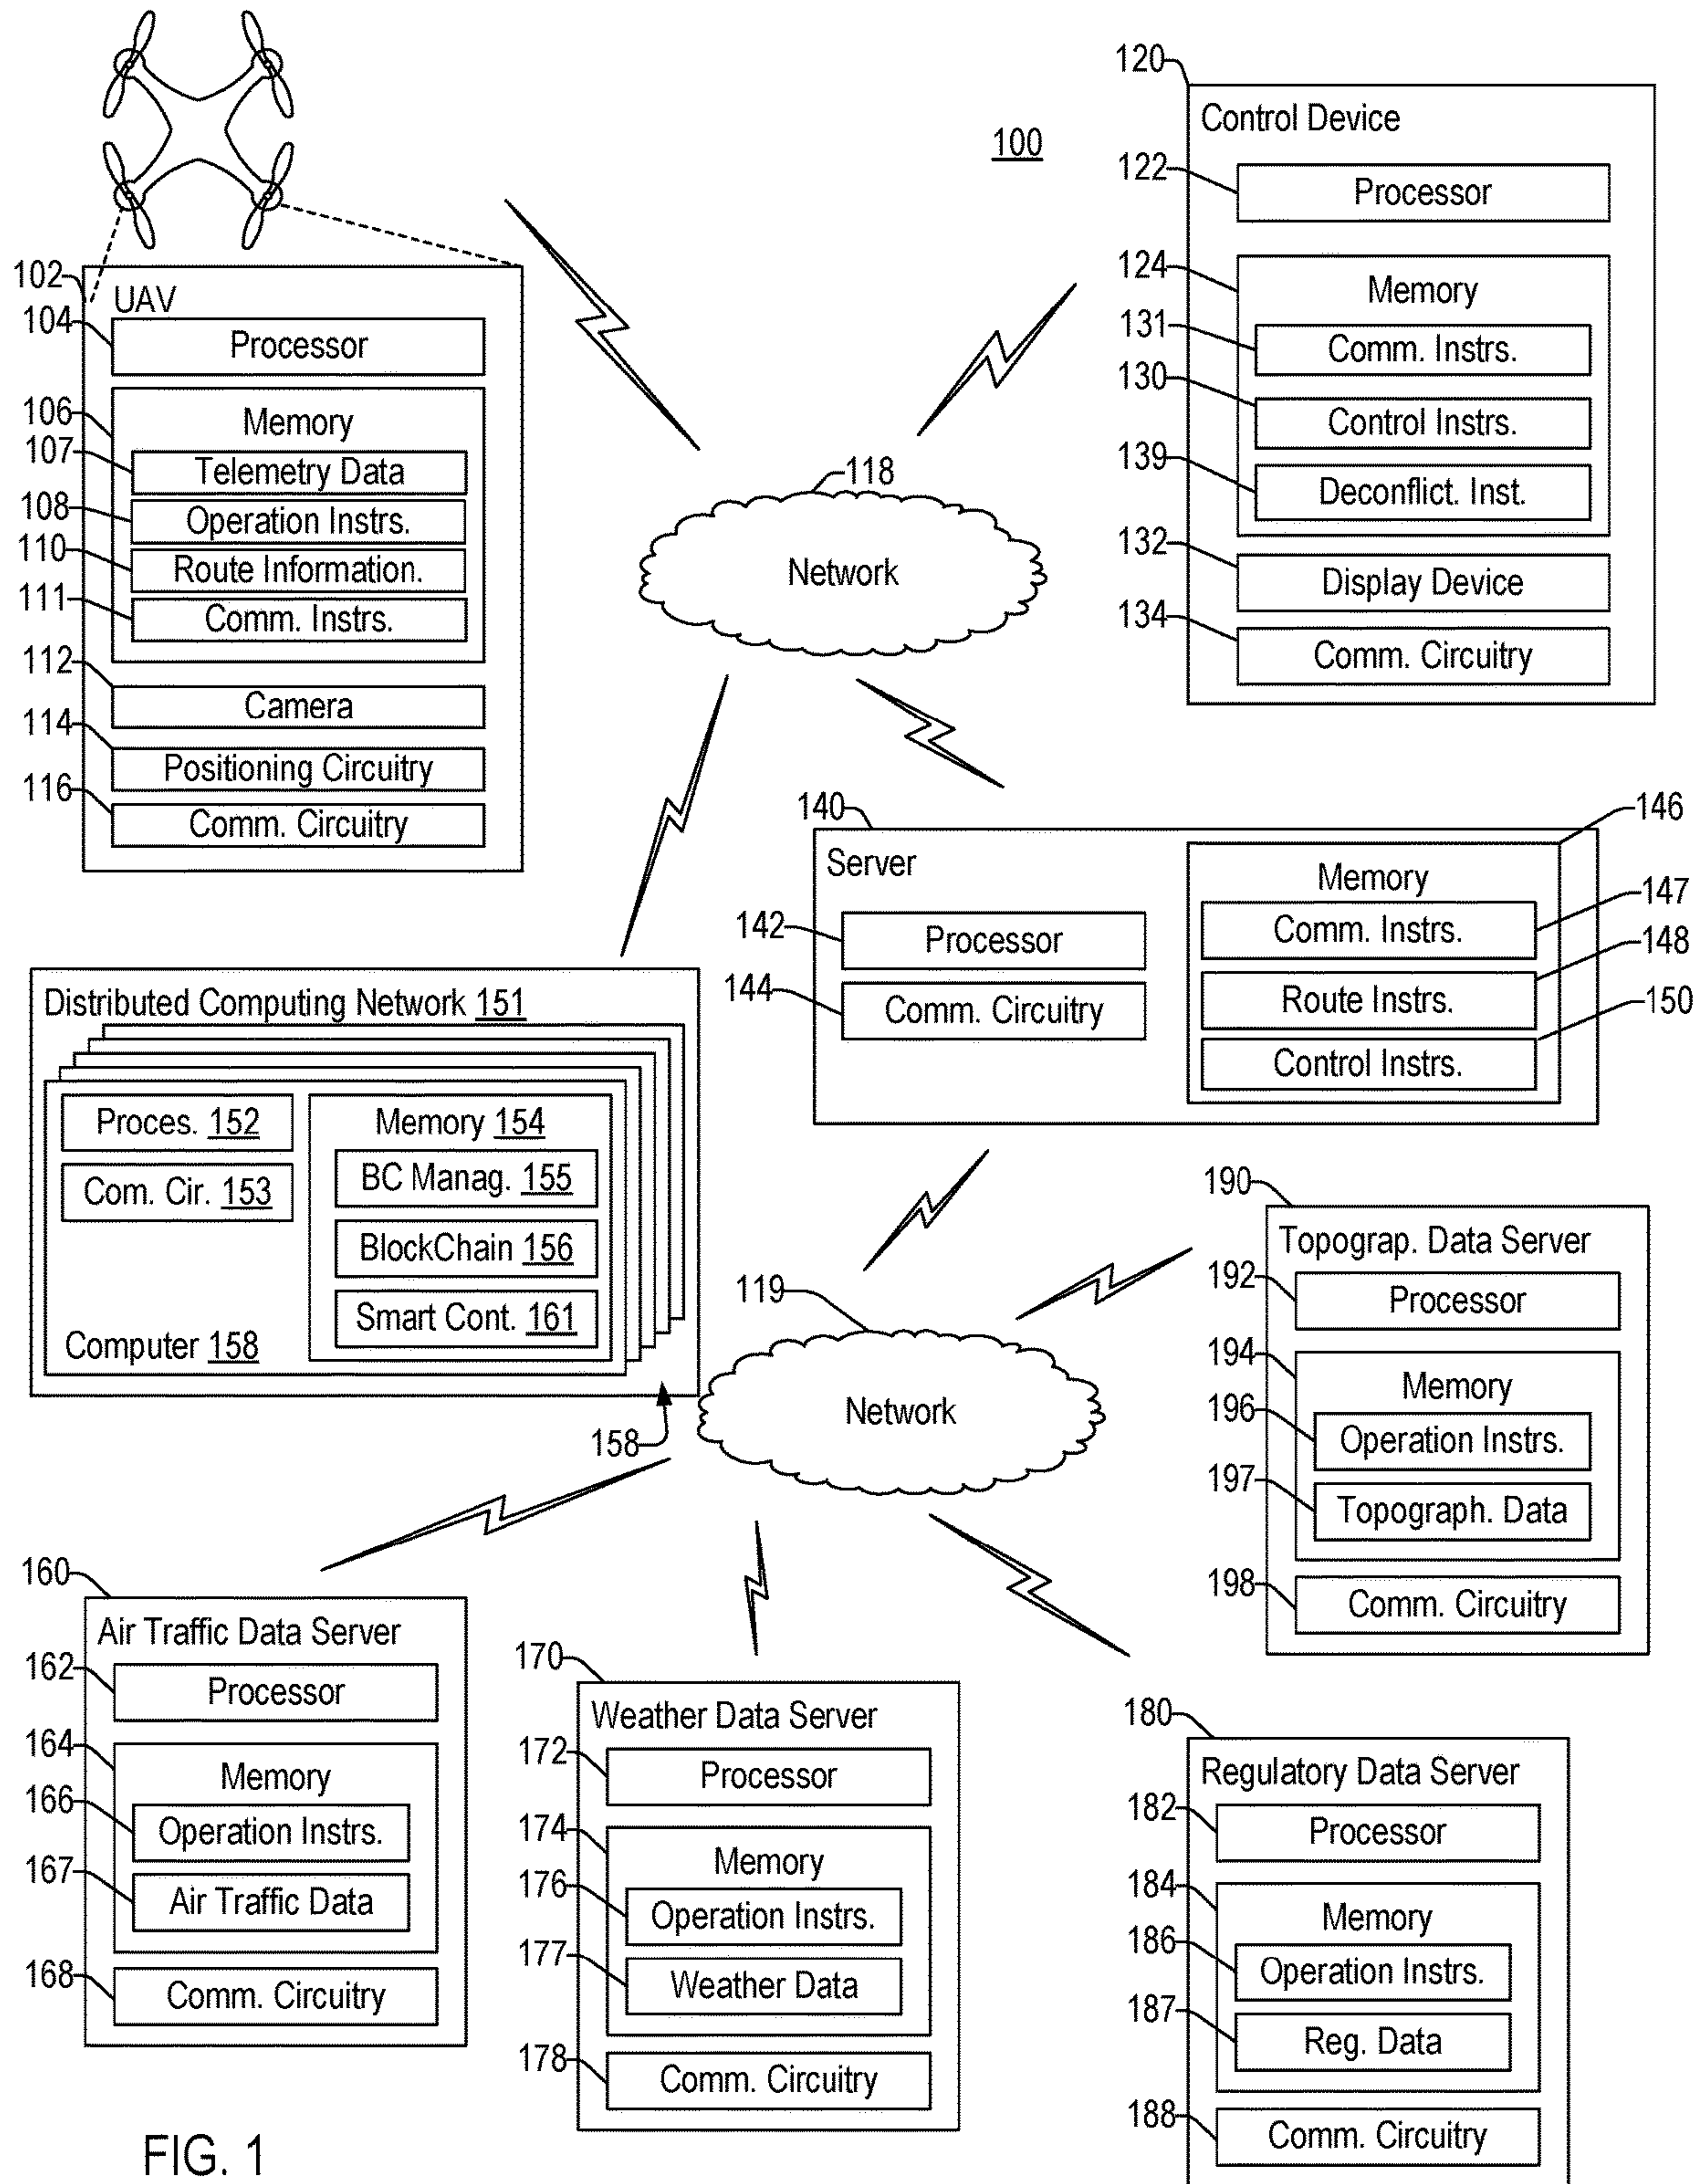 100
102
UAV
104
Processor
106
Memory
107
Telemetry Data
108
Operation Instrs.
110
Route Information.
111
Comm. Instrs.
112
Camera
114
Positioning Circuitry
116
Comm. Circuitry
118
Network
120
Control Device
122
Processor
124
Memory
131
Comm. Instrs.
130
Control Instrs.
139
Deconflict. Inst.
132
Display Device
134
Comm. Circuitry
140
Server
142
Processor
144
Comm. Circuitry
146
Memory
147
Comm. Instrs.
148
Route Instrs.
150
Control Instrs.
Distributed Computing Network 151
Proces. 152
Com. Cir. 153
Memory 154
BC Manag. 155
BlockChain 156
Smart Cont. 161
Computer 158
158
119
Network
190
Topograp. Data Server
192
Processor
194
Memory
196
Operation Instrs.
197
Topograph. Data
198
Comm. Circuitry
160
Air Traffic Data Server
162
Processor
164
Memory
166
Operation Instrs.
167
Air Traffic Data
168
Comm. Circuitry
170
Weather Data Server
172
Processor
174
Memory
176
Operation Instrs.
177
Weather Data
178
Comm. Circuitry
180
Regulatory Data Server
182
Processor
184
Memory
186
Operation Instrs.
187
Reg. Data
188
Comm. Circuitry
FIG. 1